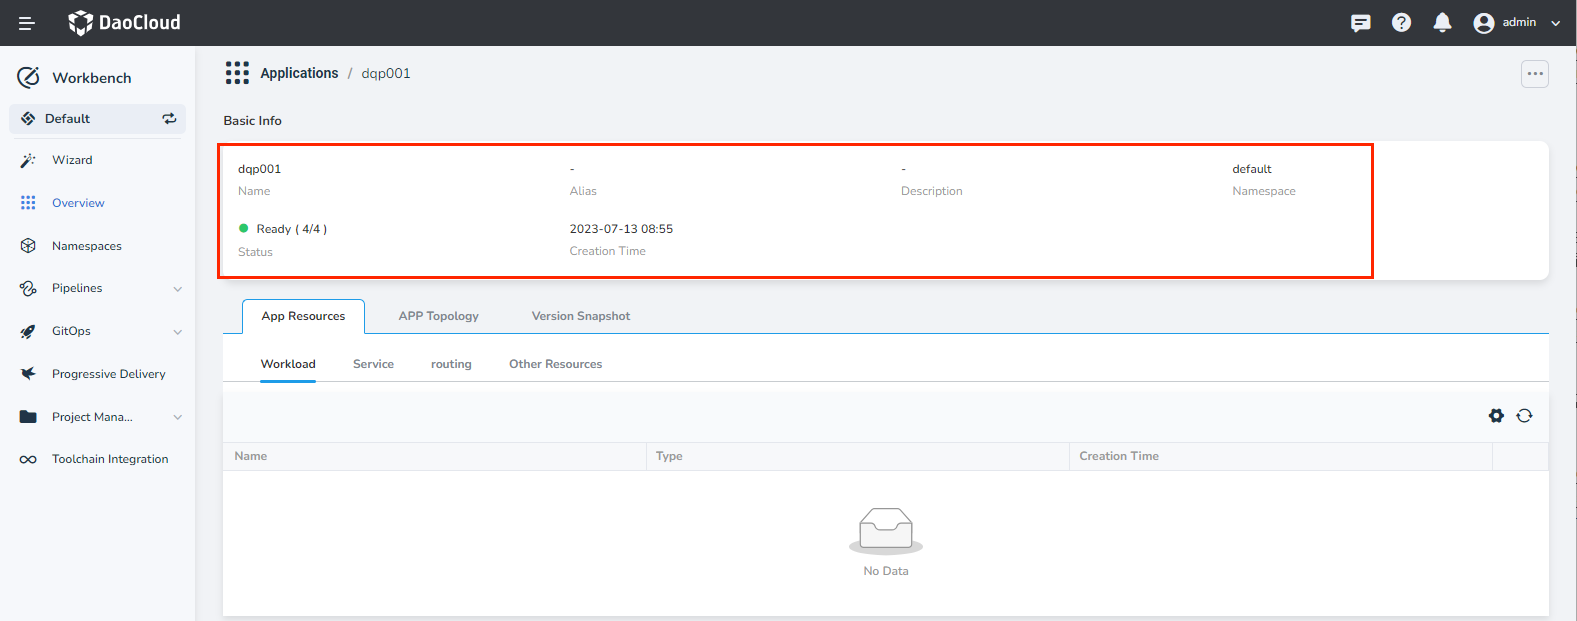 DaoCloud
admin
Workbench
Default
Wizard
Overview
Namespaces
Pipelines
GitOps
Progressive Delivery
Project Mana...
Toolchain Integration
Applications / dqp001
Basic Info
dqp001 - - default
Name Alias Description Namespace
Ready ( 4/4 ) 2023-07-13 08:55
Status Creation Time
App Resources APP Topology Version Snapshot
Workload Service routing Other Resources
Name Type Creation Time
No Data